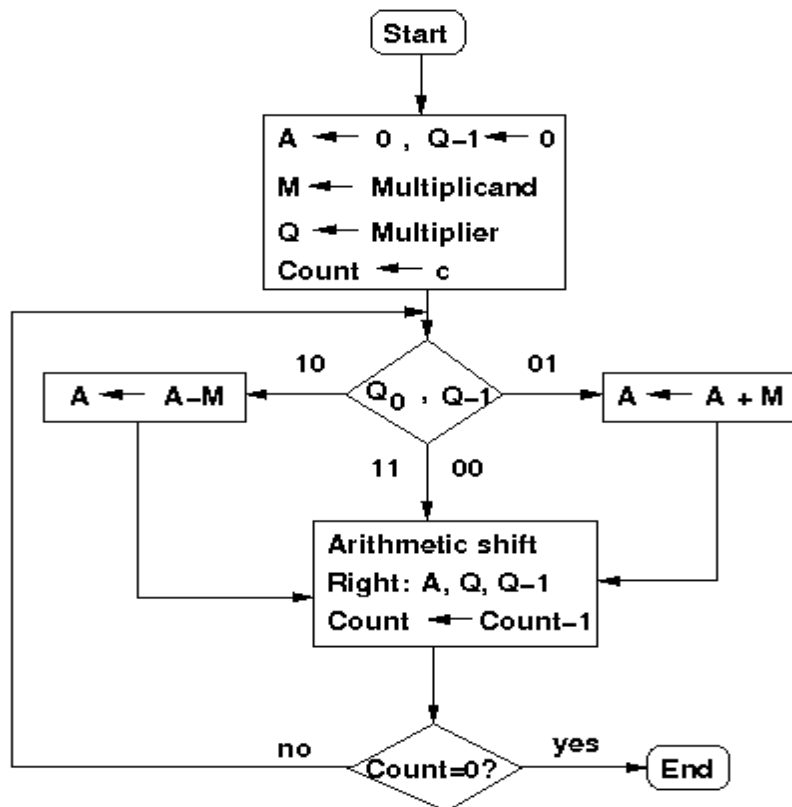 Start
A ← 0 , Q−1 ← 0
M ← Multiplicand
Q ← Multiplier
Count ← c
10
01
A ← A−M
Q0 , Q−1
A ← A + M
11
00
Arithmetic shift
Right: A, Q, Q−1
Count ← Count−1
no
Count=0?
yes
End